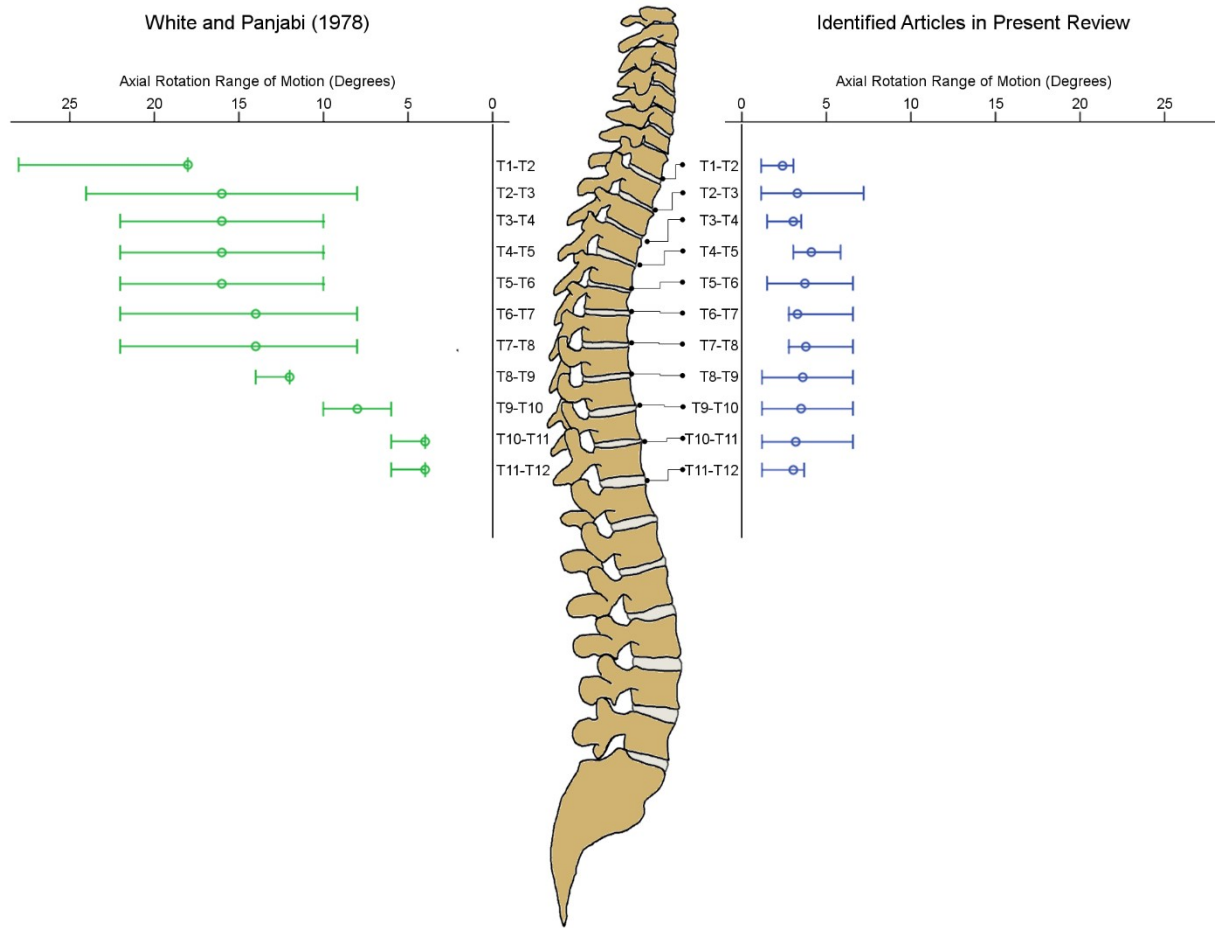 White and Panjabi (1978)
Identified Articles in Present Review
Axial Rotation Range of Motion (Degrees)
Axial Rotation Range of Motion (Degrees)
25 20 15 10 5 0
0 5 10 15 20 25
T1-T2 T1-T2
T2-T3 T2-T3
T3-T4 T3-T4
T4-T5 T4-T5
T5-T6 T5-T6
T6-T7 T6-T7
T7-T8 T7-T8
T8-T9 T8-T9
T9-T10 T9-T10
T10-T11 T10-T11
T11-T12 T11-T12